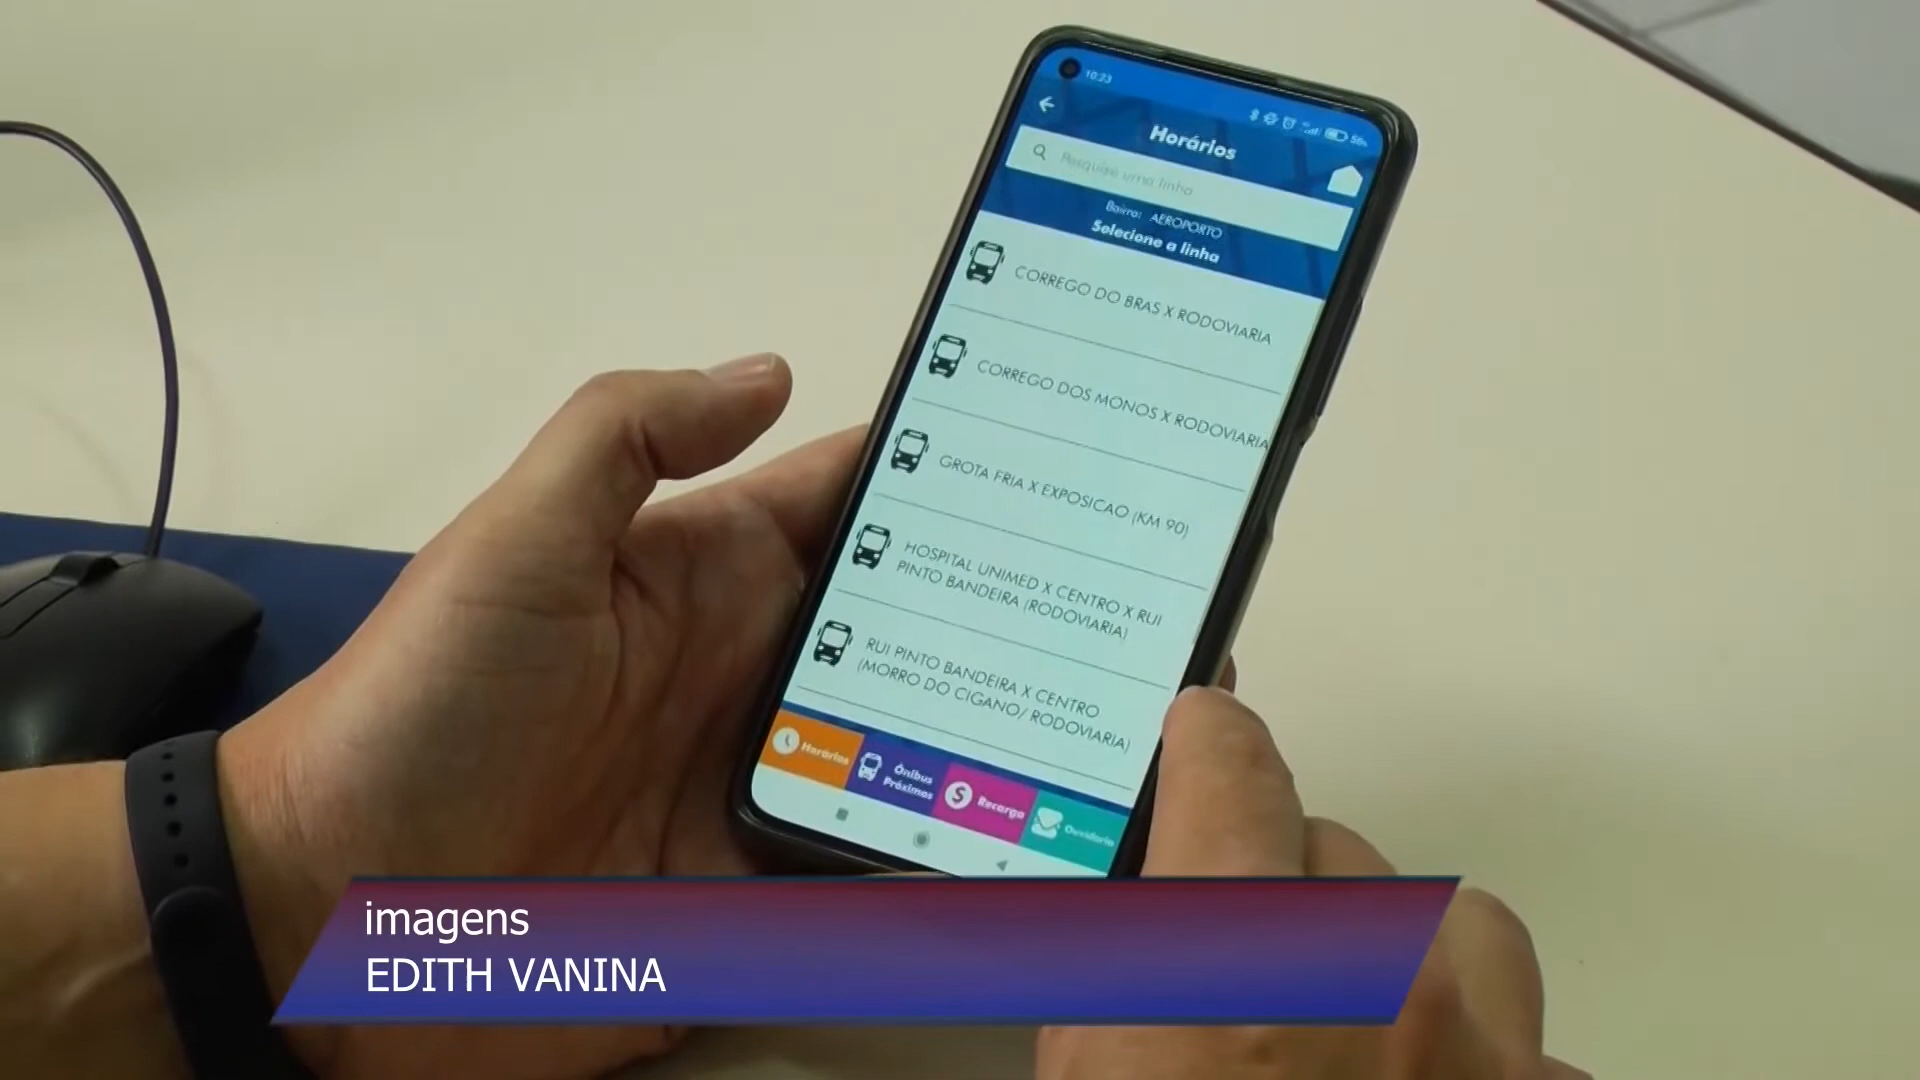 10:23
56%
Horários
Pesquise uma linha
Bairro: AEROPORTO
Selecione a linha
CORREGO DO BRAS X RODOVIARIA
CORREGO DOS MONOS X RODOVIARIA
GROTA FRIA X EXPOSICAO (KM 90)
HOSPITAL UNIMED X CENTRO X RUI
PINTO BANDEIRA (RODOVIARIA)
RUI PINTO BANDEIRA X CENTRO
(MORRO DO CIGANO/ RODOVIARIA)
Horários
Ônibus
Próximos
Recarga
Ouvidoria
imagens
EDITH VANINA